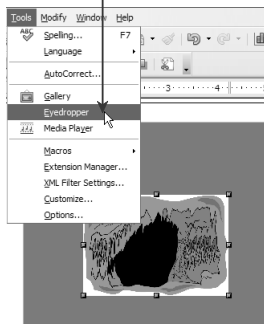 Tools Modify Window Help
ABC Spelling... F7
Language
AutoCorrect...
Gallery
Eyedropper
Media Player
Macros
Extension Manager...
XML Filter Settings...
Customize...
Options...
3 4